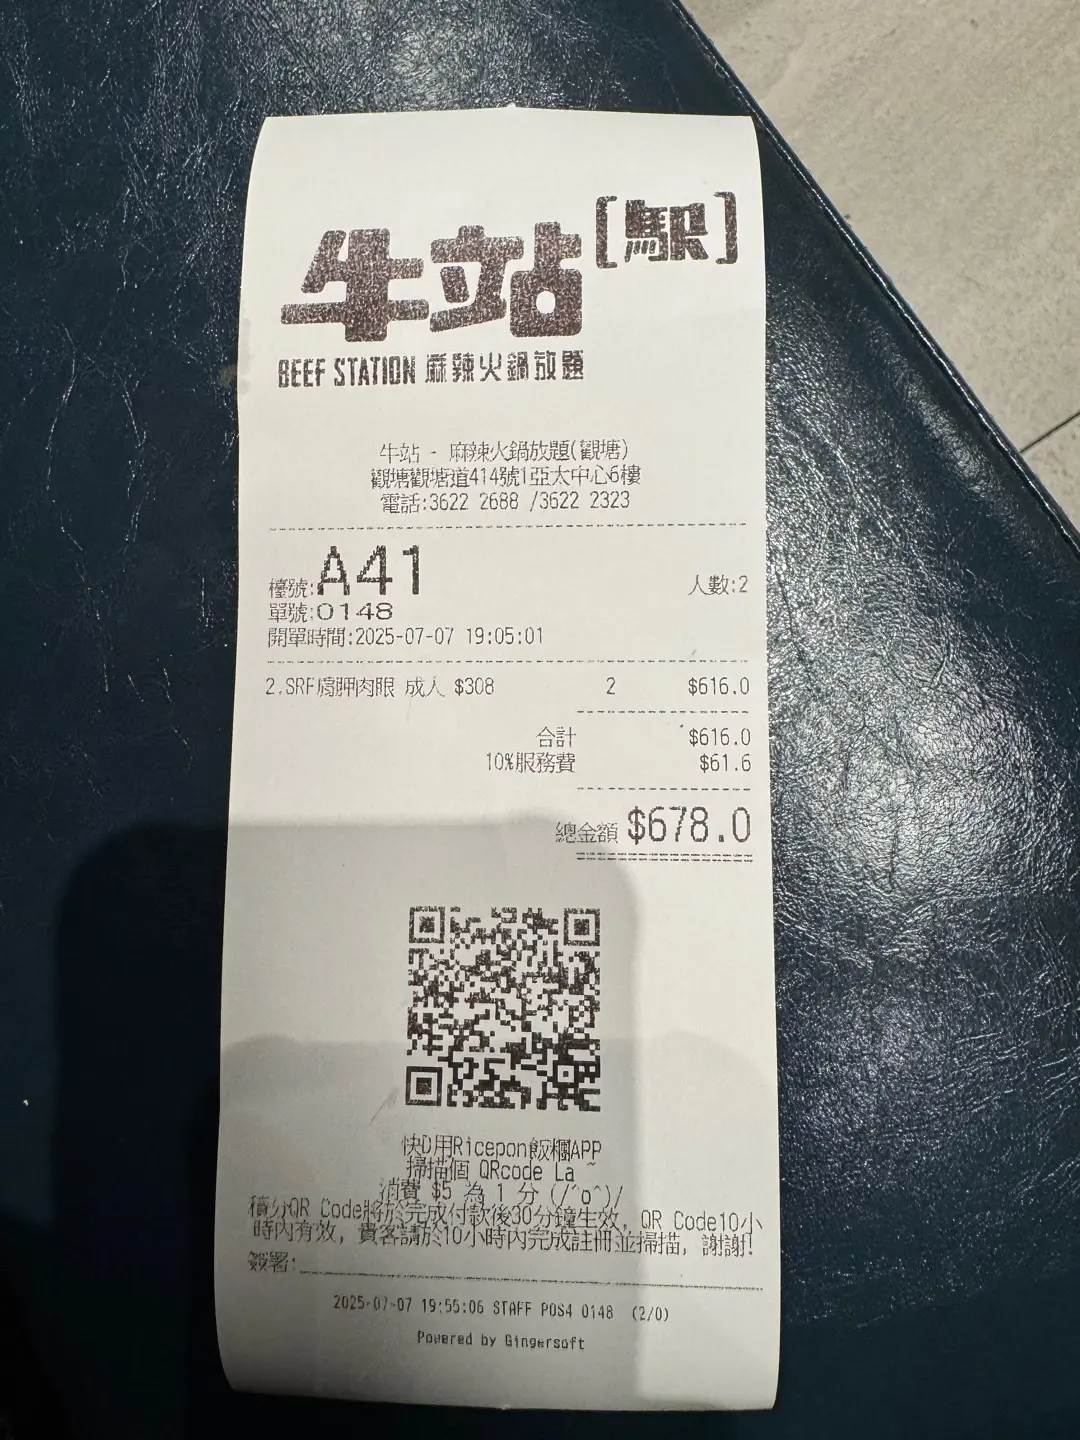 牛站[駅]
BEEF STATION 麻辣火鍋放題
牛站 - 麻辣火鍋放題(觀塘)
觀塘觀塘道414號1亞太中心6樓
電話:3622 2688 /3622 2323
檯號:A41 人數:2
單號:0148
開單時間:2025-07-07 19:05:01
2.SRF肩胛肉眼 成人 $308 2 $616.0
合計 $616.0
10%服務費 $61.6
總金額 $678.0
快D用Ricepon飯糰APP
掃描個 QRcode La ~
消費 $5 為 1 分 (/^o^)/
積分QR Code將於完成付款後30分鐘生效, QR Code10小
時內有效, 貴客請於10小時內完成註冊並掃描, 謝謝!
簽署:
2025-07-07 19:55:06 STAFF POS4 0148 (2/0)
Powered by Gingersoft